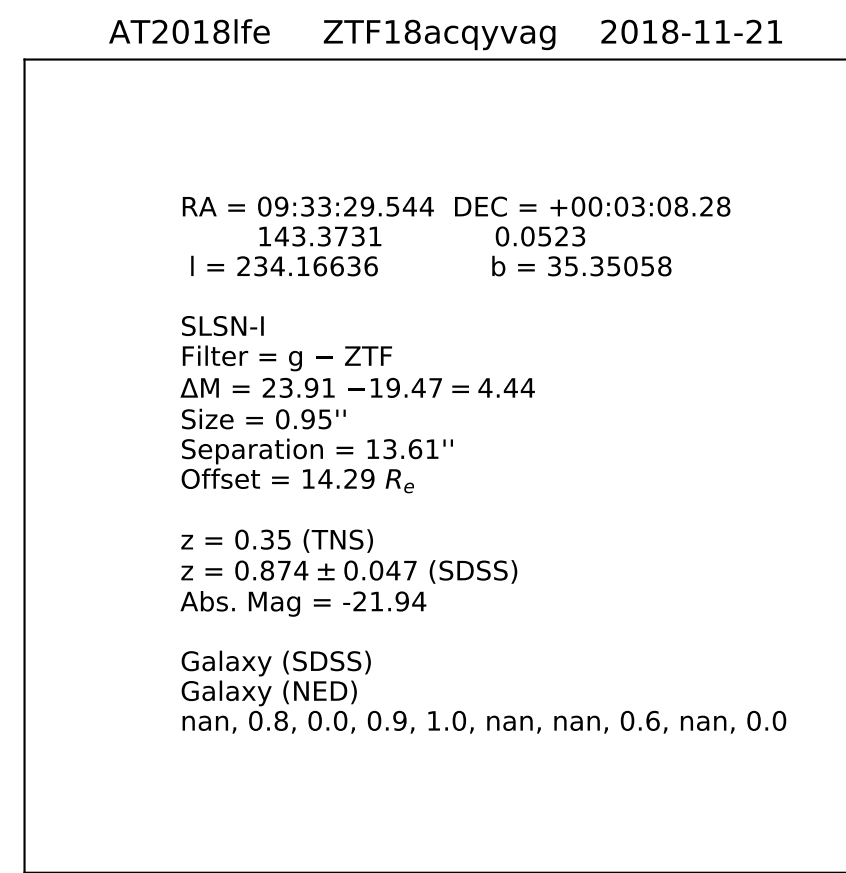 AT2018lfe ZTF18acqyvag 2018-11-21
RA = 09:33:29.544 DEC = +00:03:08.28
143.3731 0.0523
l = 234.16636 b = 35.35058
SLSN-I
Filter = g − ZTF
ΔM = 23.91 −19.47 = 4.44
Size = 0.95''
Separation = 13.61''
Offset = 14.29 Rₑ
z = 0.35 (TNS)
z = 0.874 ± 0.047 (SDSS)
Abs. Mag = -21.94
Galaxy (SDSS)
Galaxy (NED)
nan, 0.8, 0.0, 0.9, 1.0, nan, nan, 0.6, nan, 0.0